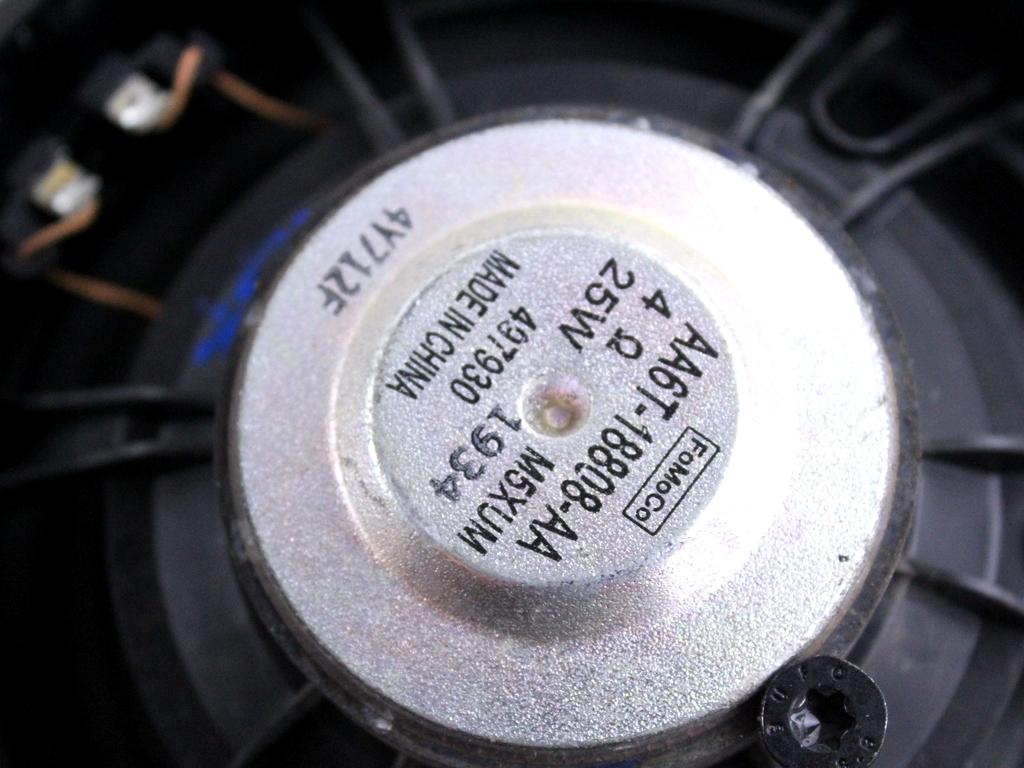 FoMoCo
AA6T-18808-AA
4 Ω
25W M5XUM
1934
497930
MADE IN CHINA
4Y712F